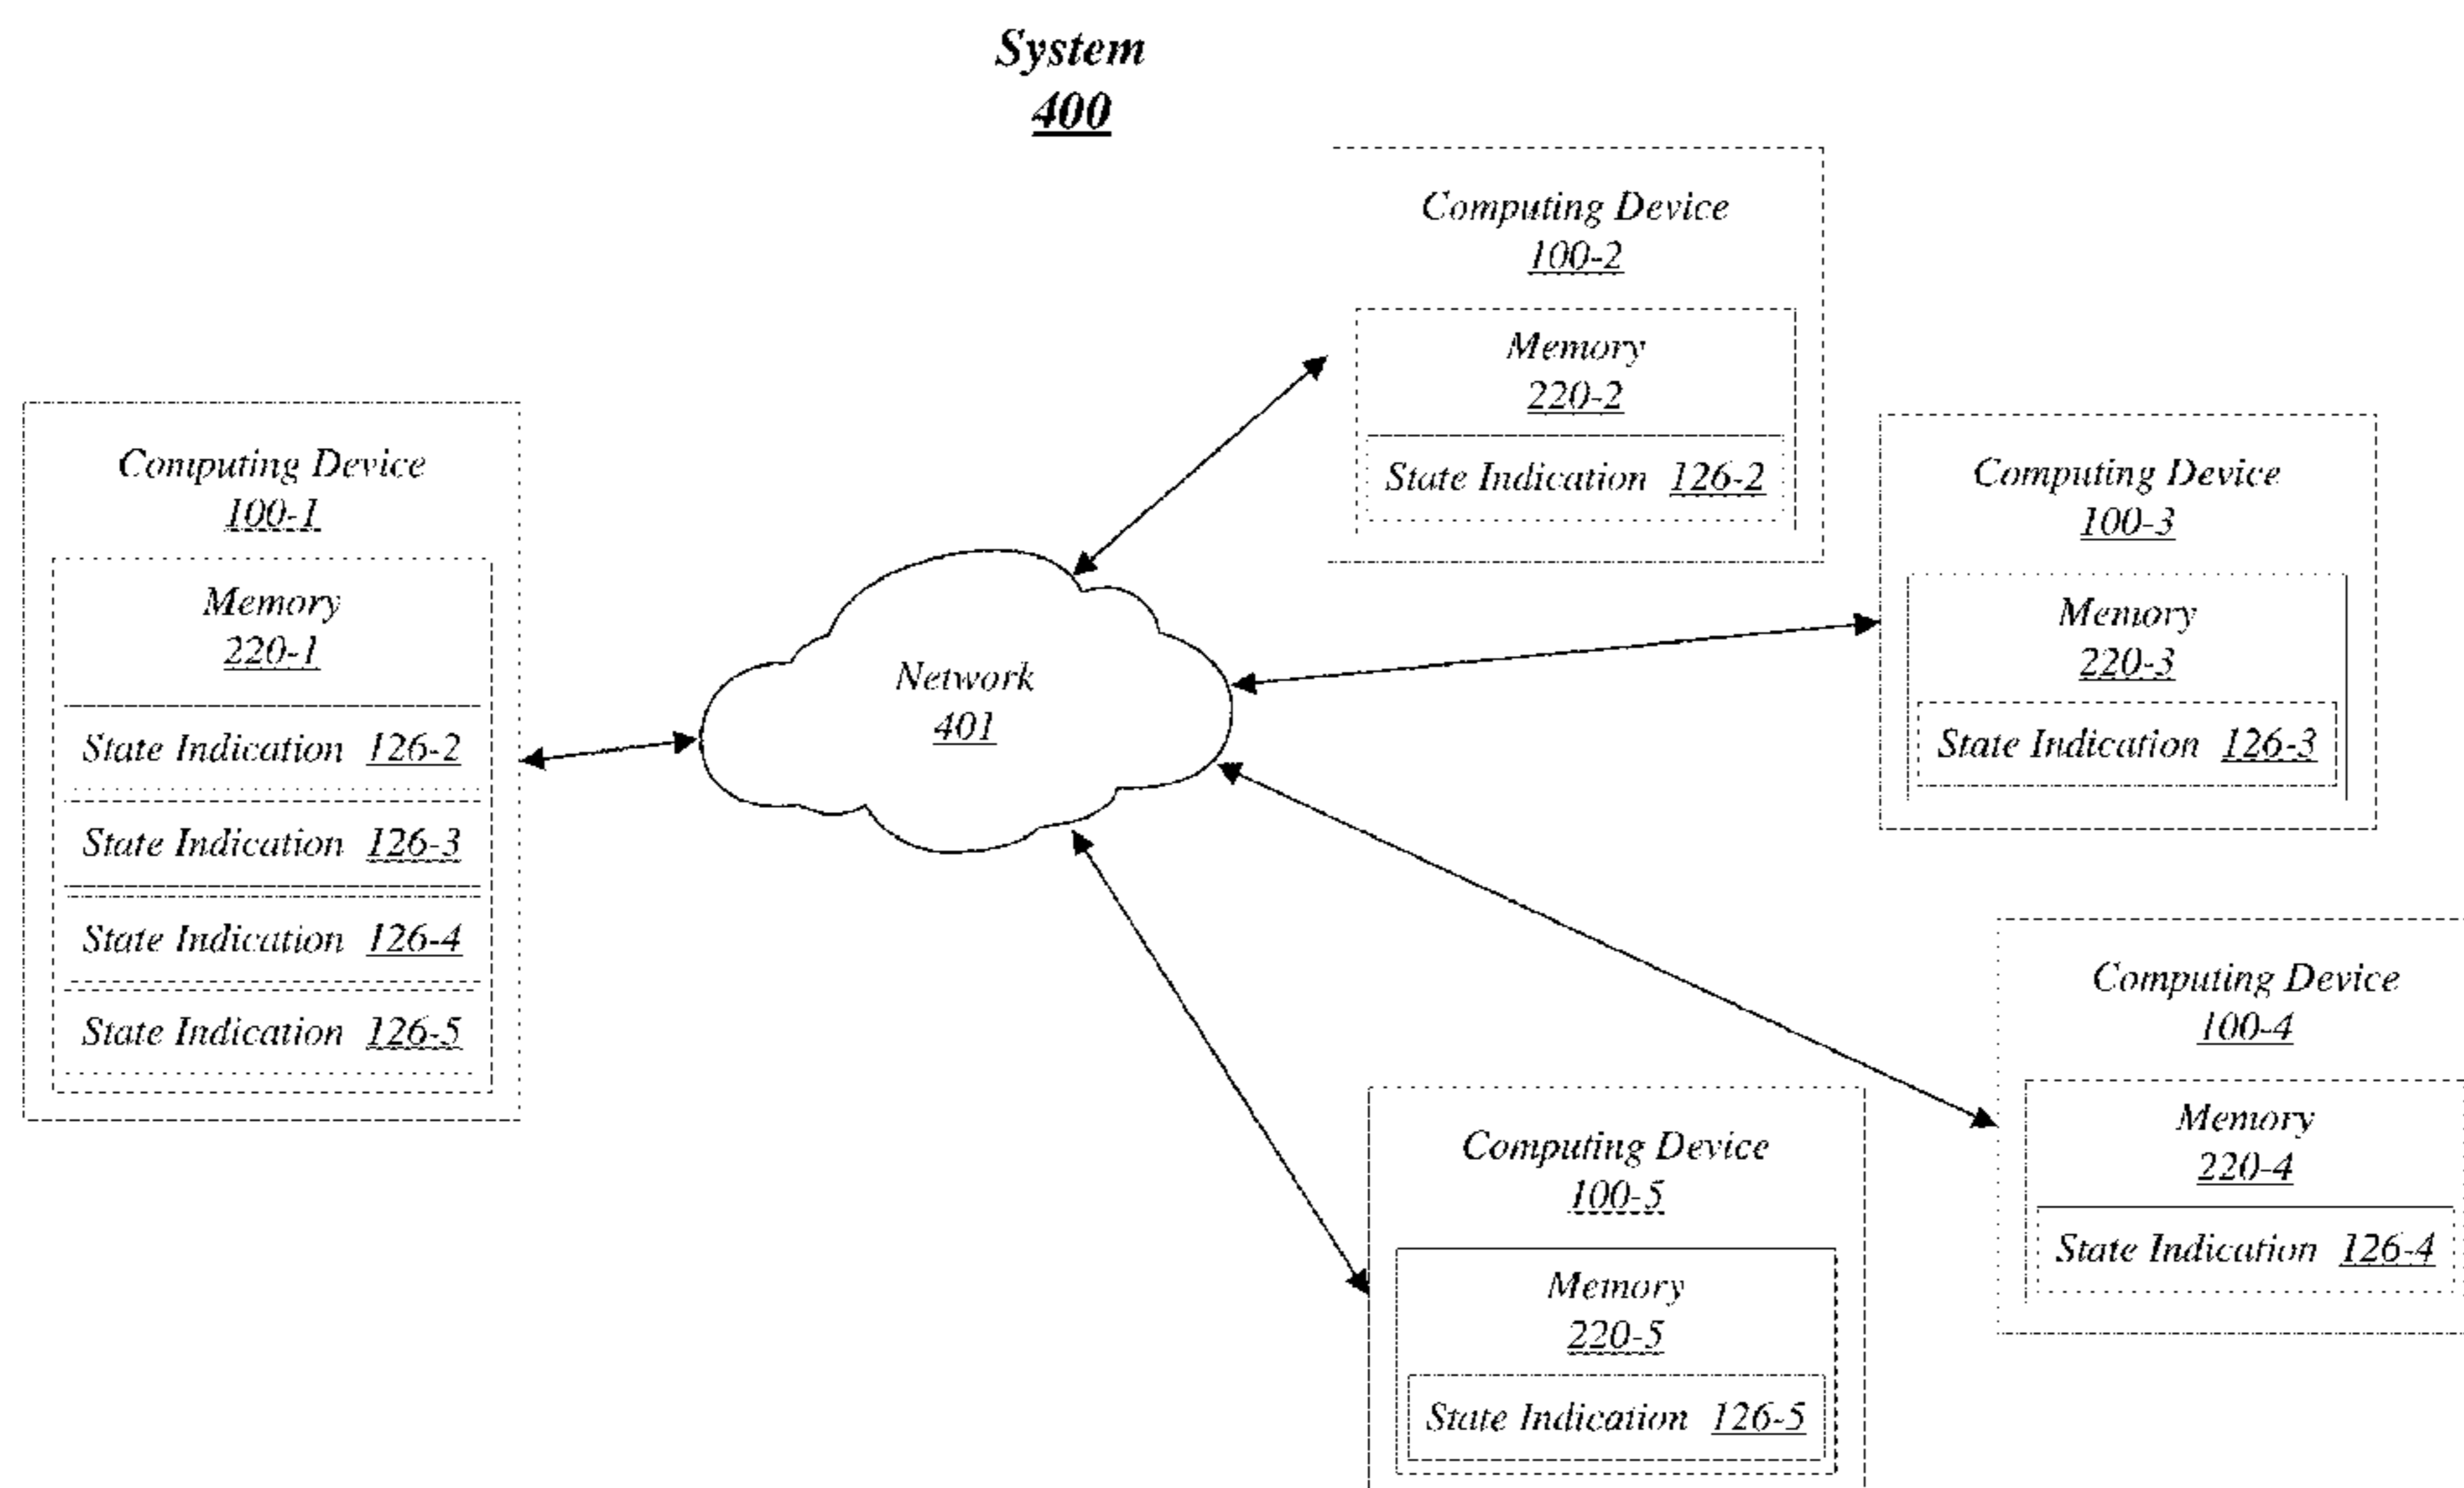 System
400
Computing Device
100-1
Memory
220-1
State Indication 126-2
State Indication 126-3
State Indication 126-4
State Indication 126-5
Network
401
Computing Device
100-2
Memory
220-2
State Indication 126-2
Computing Device
100-3
Memory
220-3
State Indication 126-3
Computing Device
100-4
Memory
220-4
State Indication 126-4
Computing Device
100-5
Memory
220-5
State Indication 126-5